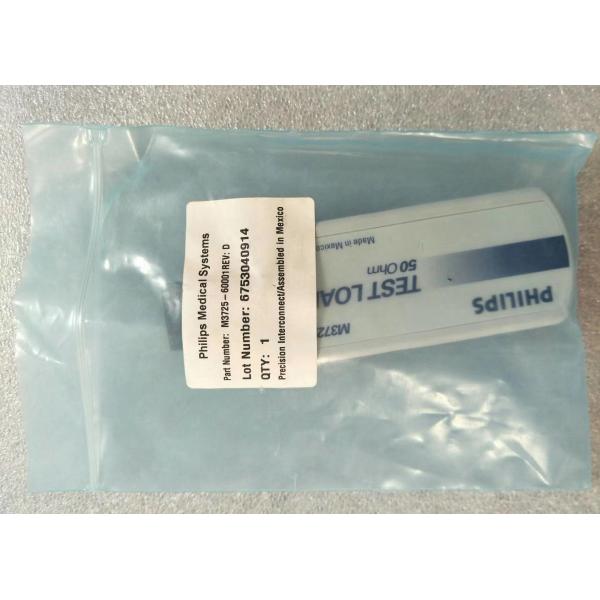 Philips Medical Systems
Part Number: M3725-60001REV: D
Lot Number: 6753040914
QTY: 1
Precision Interconnect/Assembled in Mexico
PHILIPS
M372
TEST LOA
50 Ohm
Made in Mexico